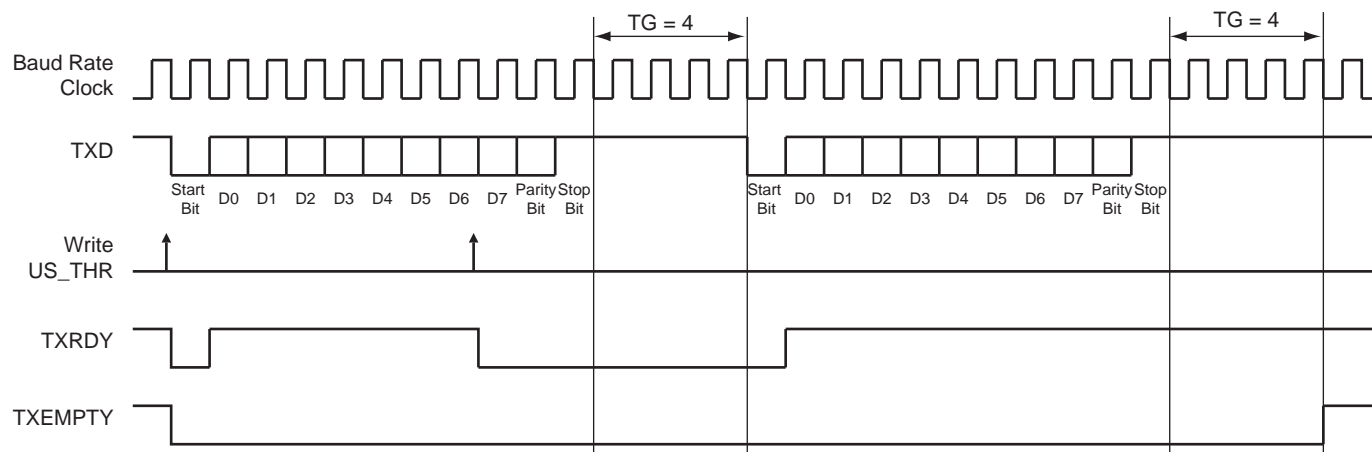 TG = 4
TG = 4
Baud Rate
Clock
TXD
Start
Bit
D0
D1
D2
D3
D4
D5
D6
D7
Parity
Bit
Stop
Bit
Start
Bit
D0
D1
D2
D3
D4
D5
D6
D7
Parity
Bit
Stop
Bit
Write
US_THR
TXRDY
TXEMPTY